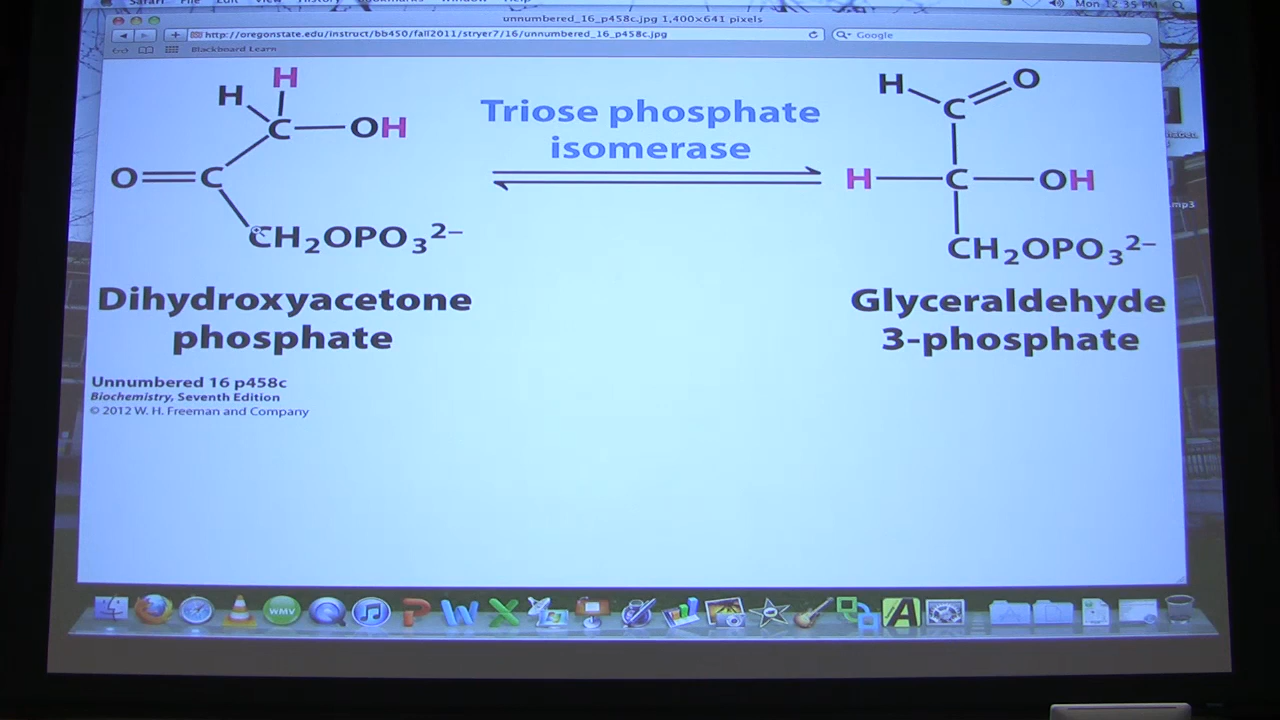 Mon 12:35 PM
unnumbered_16_p458c.jpg 1,400×641 pixels
http://oregonstate.edu/instruct/bb450/fall2011/stryer7/16/unnumbered_16_p458c.jpg
Google
Blackboard Learn
H
H
C
OH
O
C
CH2OPO3 2−
Dihydroxyacetone
phosphate
Triose phosphate
isomerase
H
O
C
H
C
OH
CH2OPO3 2−
Glyceraldehyde
3-phosphate
Unnumbered 16 p458c
Biochemistry, Seventh Edition
© 2012 W. H. Freeman and Company
.mp3
WMV